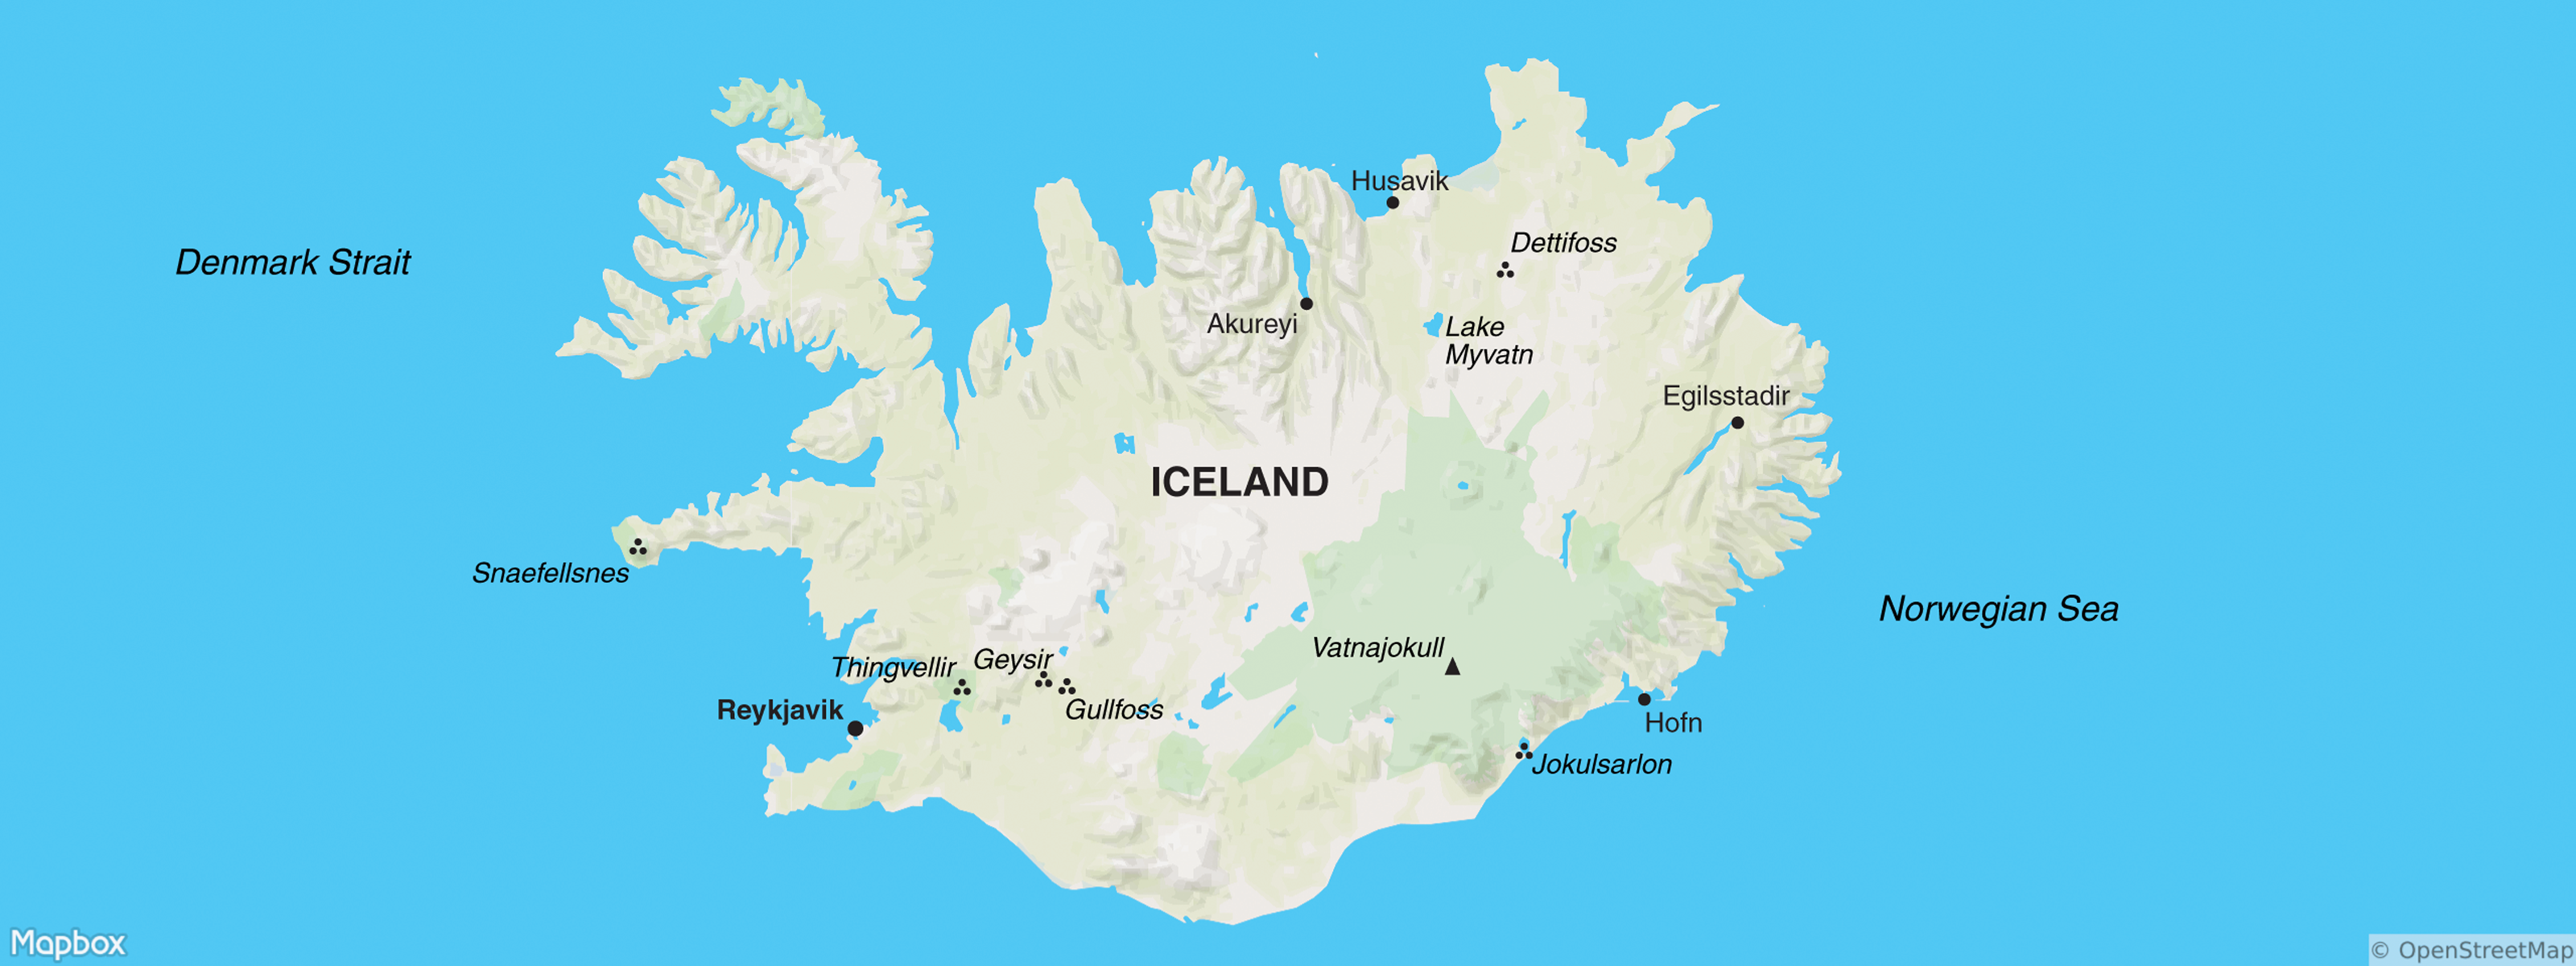 Husavik
Dettifoss
Denmark Strait
Akureyi
Lake
Myvatn
Egilsstadir
ICELAND
Snaefellsnes
Norwegian Sea
Vatnajokull
Thingvellir
Geysir
Reykjavik
Gullfoss
Hofn
Jokulsarlon
Mapbox
© OpenStreetMap